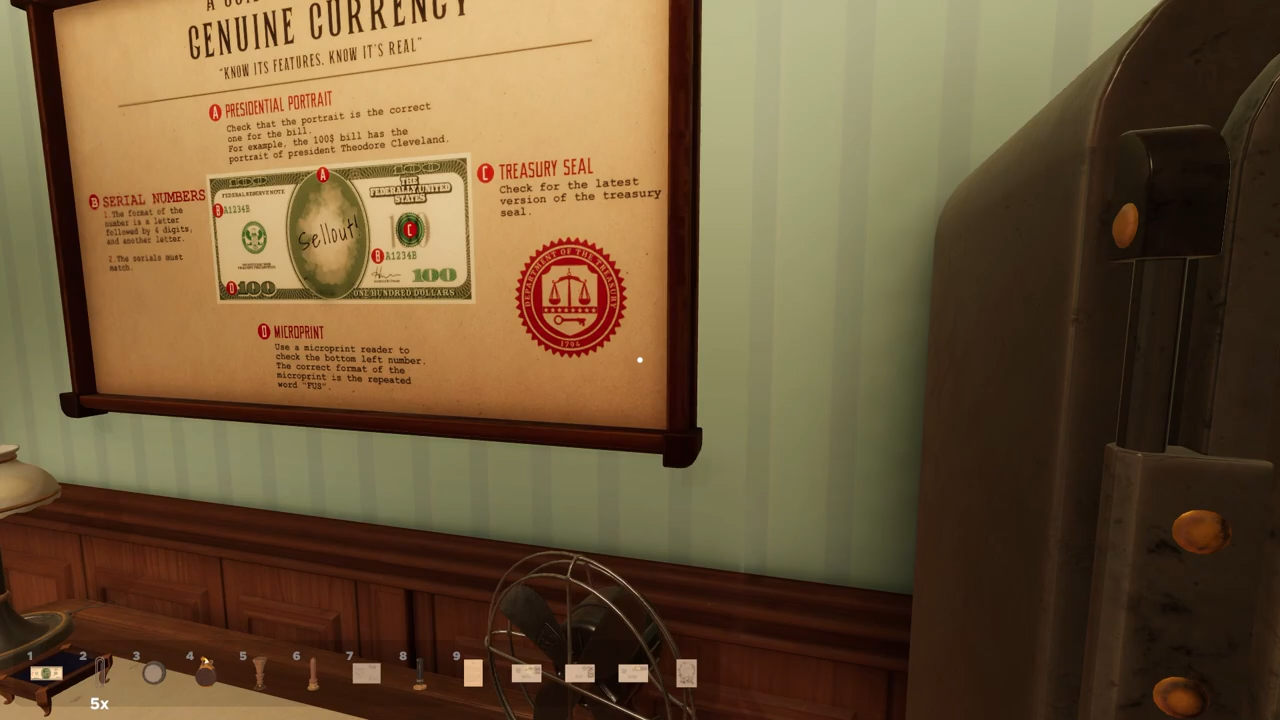 GENUINE CURRENCY
"KNOW ITS FEATURES. KNOW IT'S REAL"
A PRESIDENTIAL PORTRAIT
Check that the portrait is the correct
one for the bill.
For example, the 100$ bill has the
portrait of president Theodore Cleveland.
B SERIAL NUMBERS
1.The format of the
number is a letter
followed by 4 digits,
and another letter.
2.The serials must
match.
A
FEDERAL RESERVE NOTE
THE
FEDERALLY UNITED
STATES
B A1234B
Sellout!
C
B A1234B
D 100
100
ONE HUNDRED DOLLARS
C TREASURY SEAL
Check for the latest
version of the treasury
seal.
DEPARTMENT OF THE TREASURY
1794
D MICROPRINT
Use a microprint reader to
check the bottom left number.
The correct format of the
microprint is the repeated
word "FUS".
1 2 3 4 5 6 7 8 9
5x